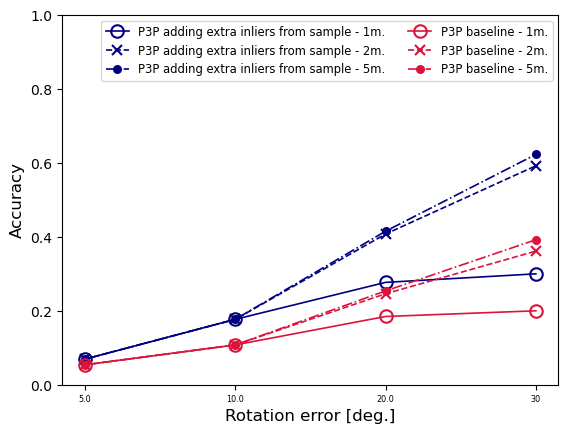 1.0
P3P adding extra inliers from sample - 1m.
P3P adding extra inliers from sample - 2m.
P3P adding extra inliers from sample - 5m.
P3P baseline - 1m.
P3P baseline - 2m.
P3P baseline - 5m.
0.8
0.6
0.4
0.2
0.0
Accuracy
5.0 10.0 20.0 30
Rotation error [deg.]